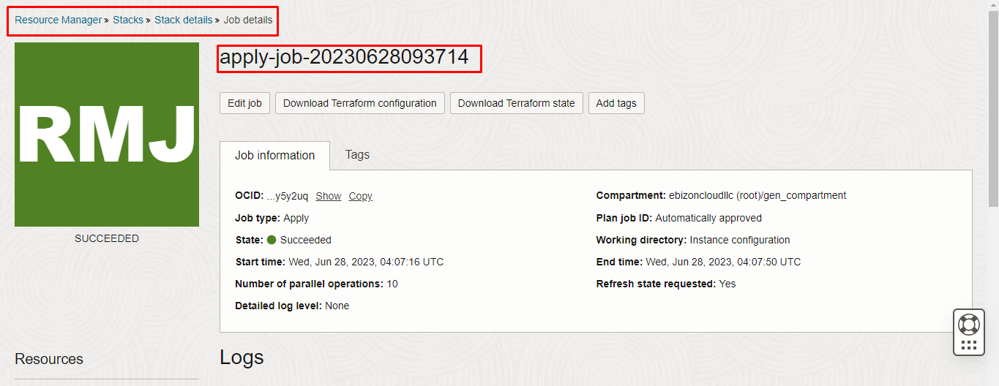 Resource Manager » Stacks » Stack details » Job details
RMJ
SUCCEEDED
apply-job-20230628093714
Edit job
Download Terraform configuration
Download Terraform state
Add tags
Job information
Tags
OCID: ...y5y2uq Show Copy
Job type: Apply
State: Succeeded
Start time: Wed, Jun 28, 2023, 04:07:16 UTC
Number of parallel operations: 10
Detailed log level: None
Compartment: ebizoncloudllc (root)/gen_compartment
Plan job ID: Automatically approved
Working directory: Instance configuration
End time: Wed, Jun 28, 2023, 04:07:50 UTC
Refresh state requested: Yes
Resources
Logs